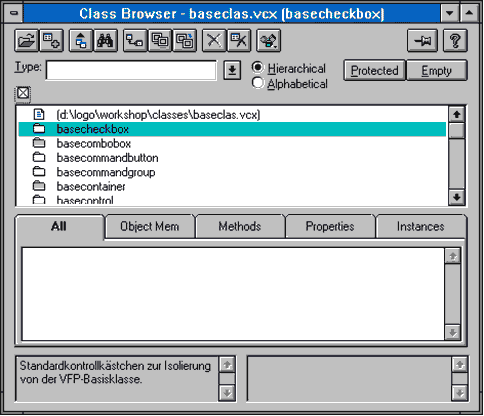 Class Browser - baseclas.vcx (basecheckbox)
?
Type:
Hierarchical
Alphabetical
Protected
Empty
(d:\logo\workshop\classes\baseclas.vcx)
basecheckbox
basecombobox
basecommandbutton
basecommandgroup
basecontainer
basecontrol
All
Object Mem
Methods
Properties
Instances
Standardkontrollkästchen zur Isolierung
von der VFP-Basisklasse.